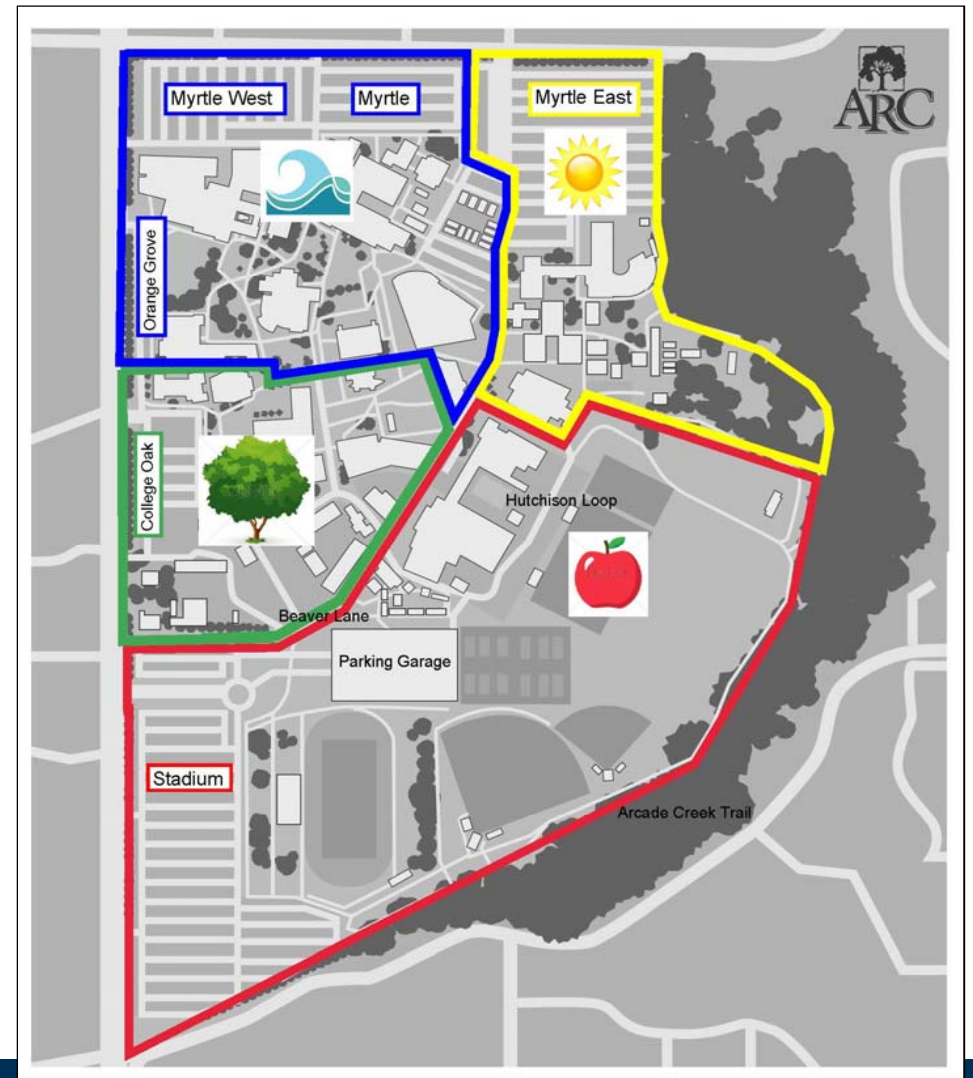 Myrtle West
Myrtle
Myrtle East
ARC
Orange Grove
College Oak
Hutchison Loop
Beaver Lane
Parking Garage
Stadium
Arcade Creek Trail